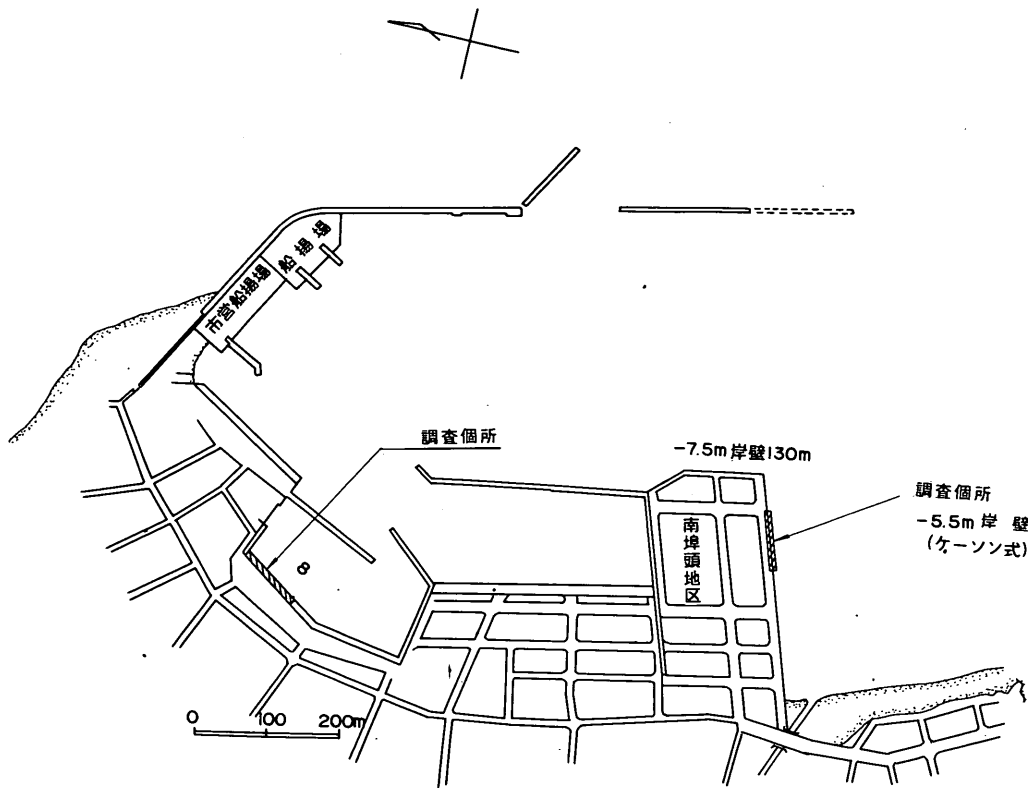 船揚場
市営船揚場
調査個所
-7.5m岸壁130m
調査個所
-5.5m 岸 壁
(ケーソン式)
南埠頭地区
8
0 100 200m